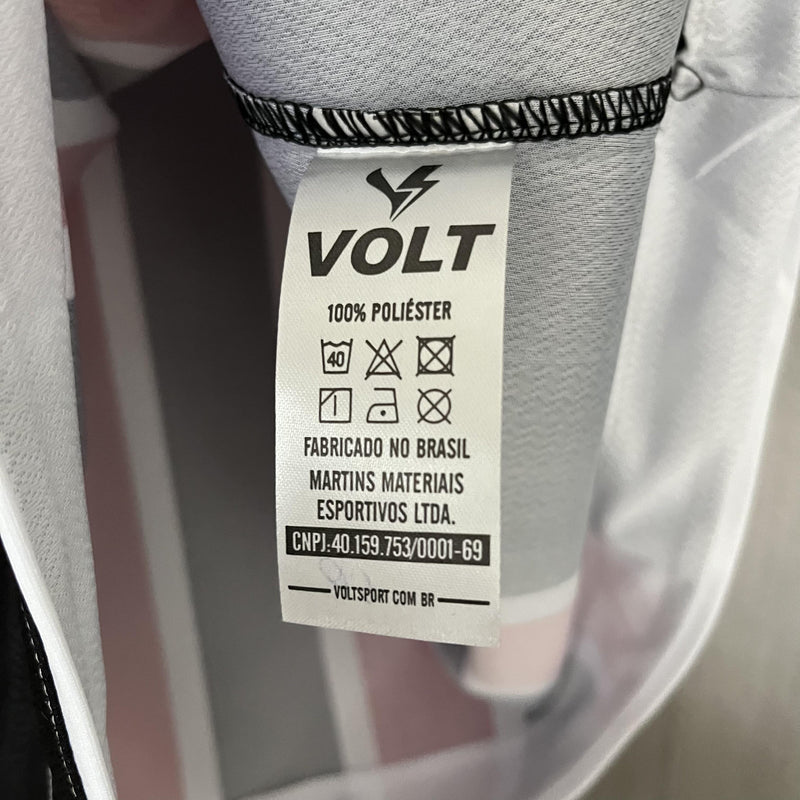 VOLT
100% POLIÉSTER
40
FABRICADO NO BRASIL
MARTINS MATERIAIS
ESPORTIVOS LTDA.
CNPJ:40.159.753/0001-69
VOLTSPORT COM BR